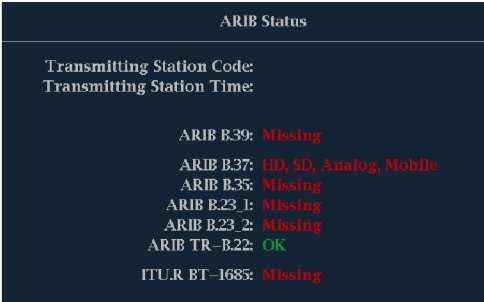 ARIB Status
Transmitting Station Code:
Transmitting Station Time:
ARIB B.39: Missing
ARIB B.37: HD, SD, Analog, Mobile
ARIB B.35: Missing
ARIB B.23_1: Missing
ARIB B.23_2: Missing
ARIB TR-B.22: OK
ITU.R BT-1685: Missing